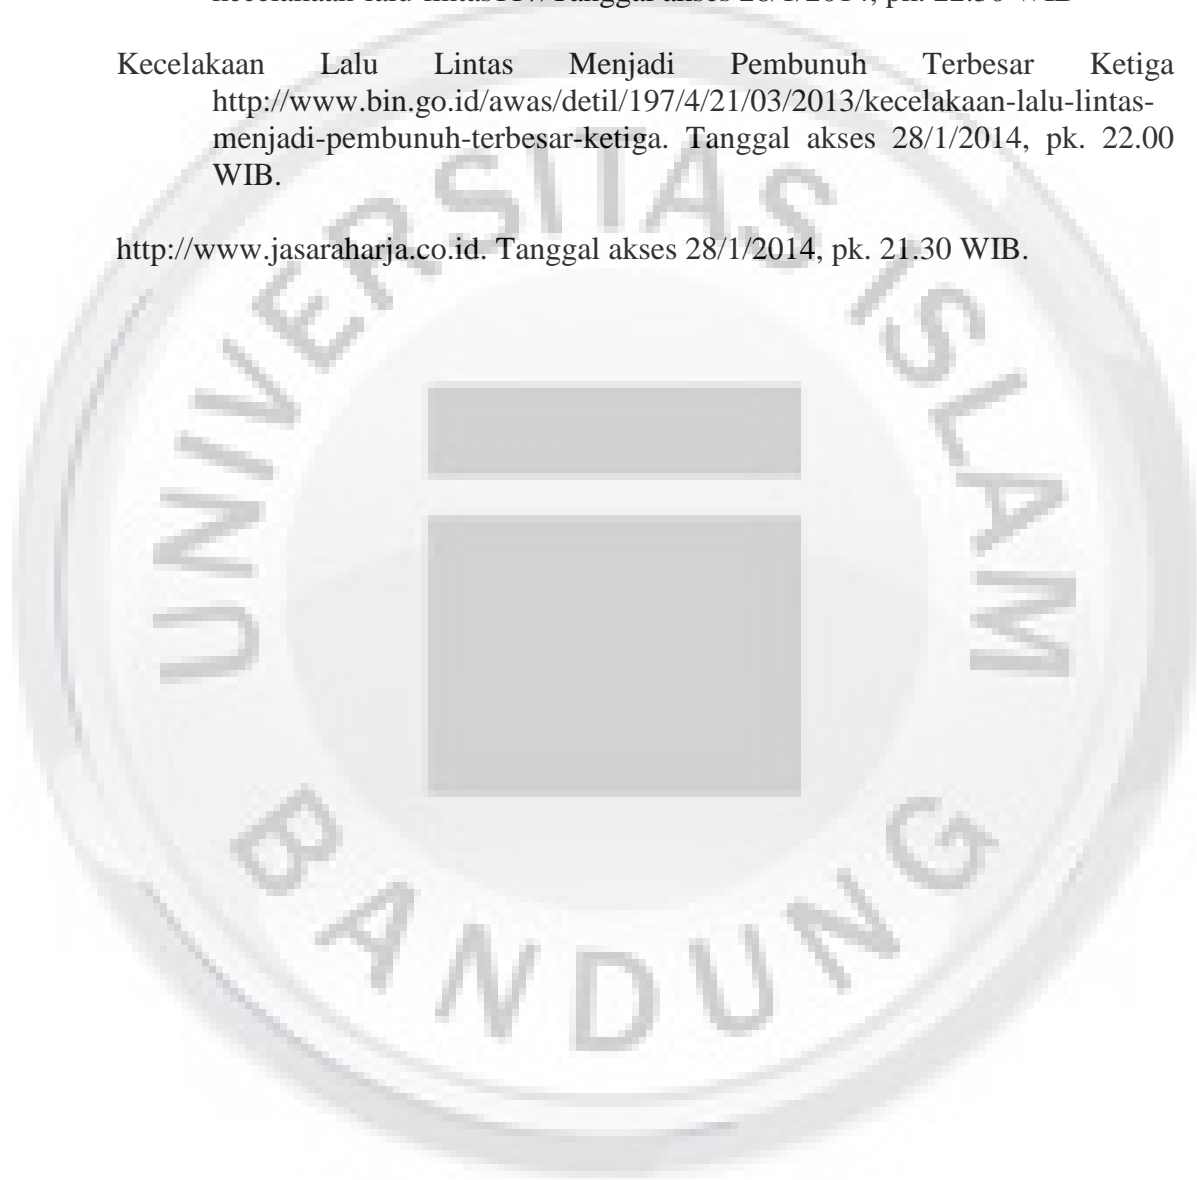 Kecelakaan Lalu Lintas Menjadi Pembunuh Terbesar Ketiga
http://www.bin.go.id/awas/detil/197/4/21/03/2013/kecelakaan-lalu-lintas-
menjadi-pembunuh-terbesar-ketiga. Tanggal akses 28/1/2014, pk. 22.00
WIB.
http://www.jasaraharja.co.id. Tanggal akses 28/1/2014, pk. 21.30 WIB.
UNIVERSITAS ISLAM
BANDUNG